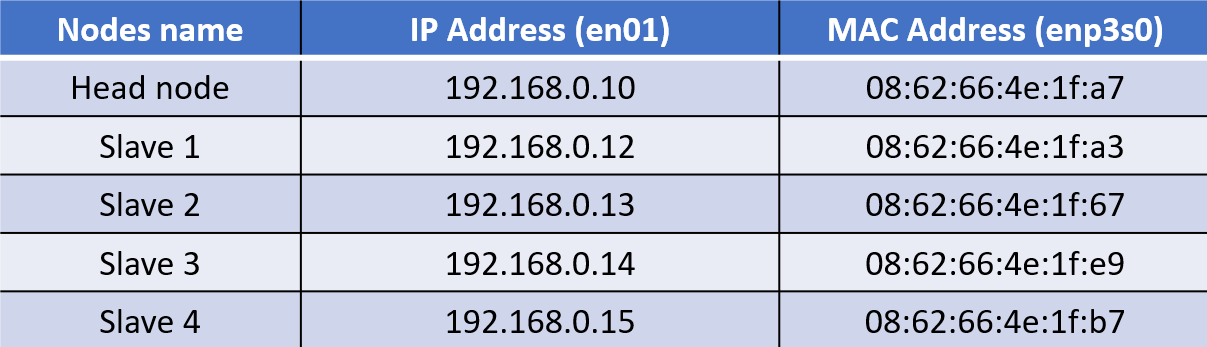 Nodes name IP Address (en01) MAC Address (enp3s0)
Head node 192.168.0.10 08:62:66:4e:1f:a7
Slave 1 192.168.0.12 08:62:66:4e:1f:a3
Slave 2 192.168.0.13 08:62:66:4e:1f:67
Slave 3 192.168.0.14 08:62:66:4e:1f:e9
Slave 4 192.168.0.15 08:62:66:4e:1f:b7